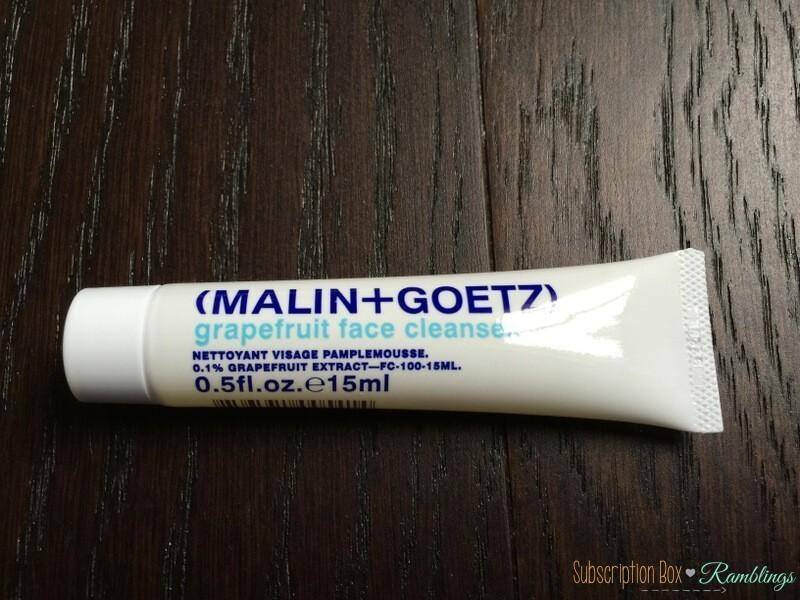 (MALIN+GOETZ)
grapefruit face cleanser
NETTOYANT VISAGE PAMPLEMOUSSE.
0.1% GRAPEFRUIT EXTRACT—FC-100-15ML.
0.5fl.oz.℮15ml
Subscription Box ♥ Ramblings